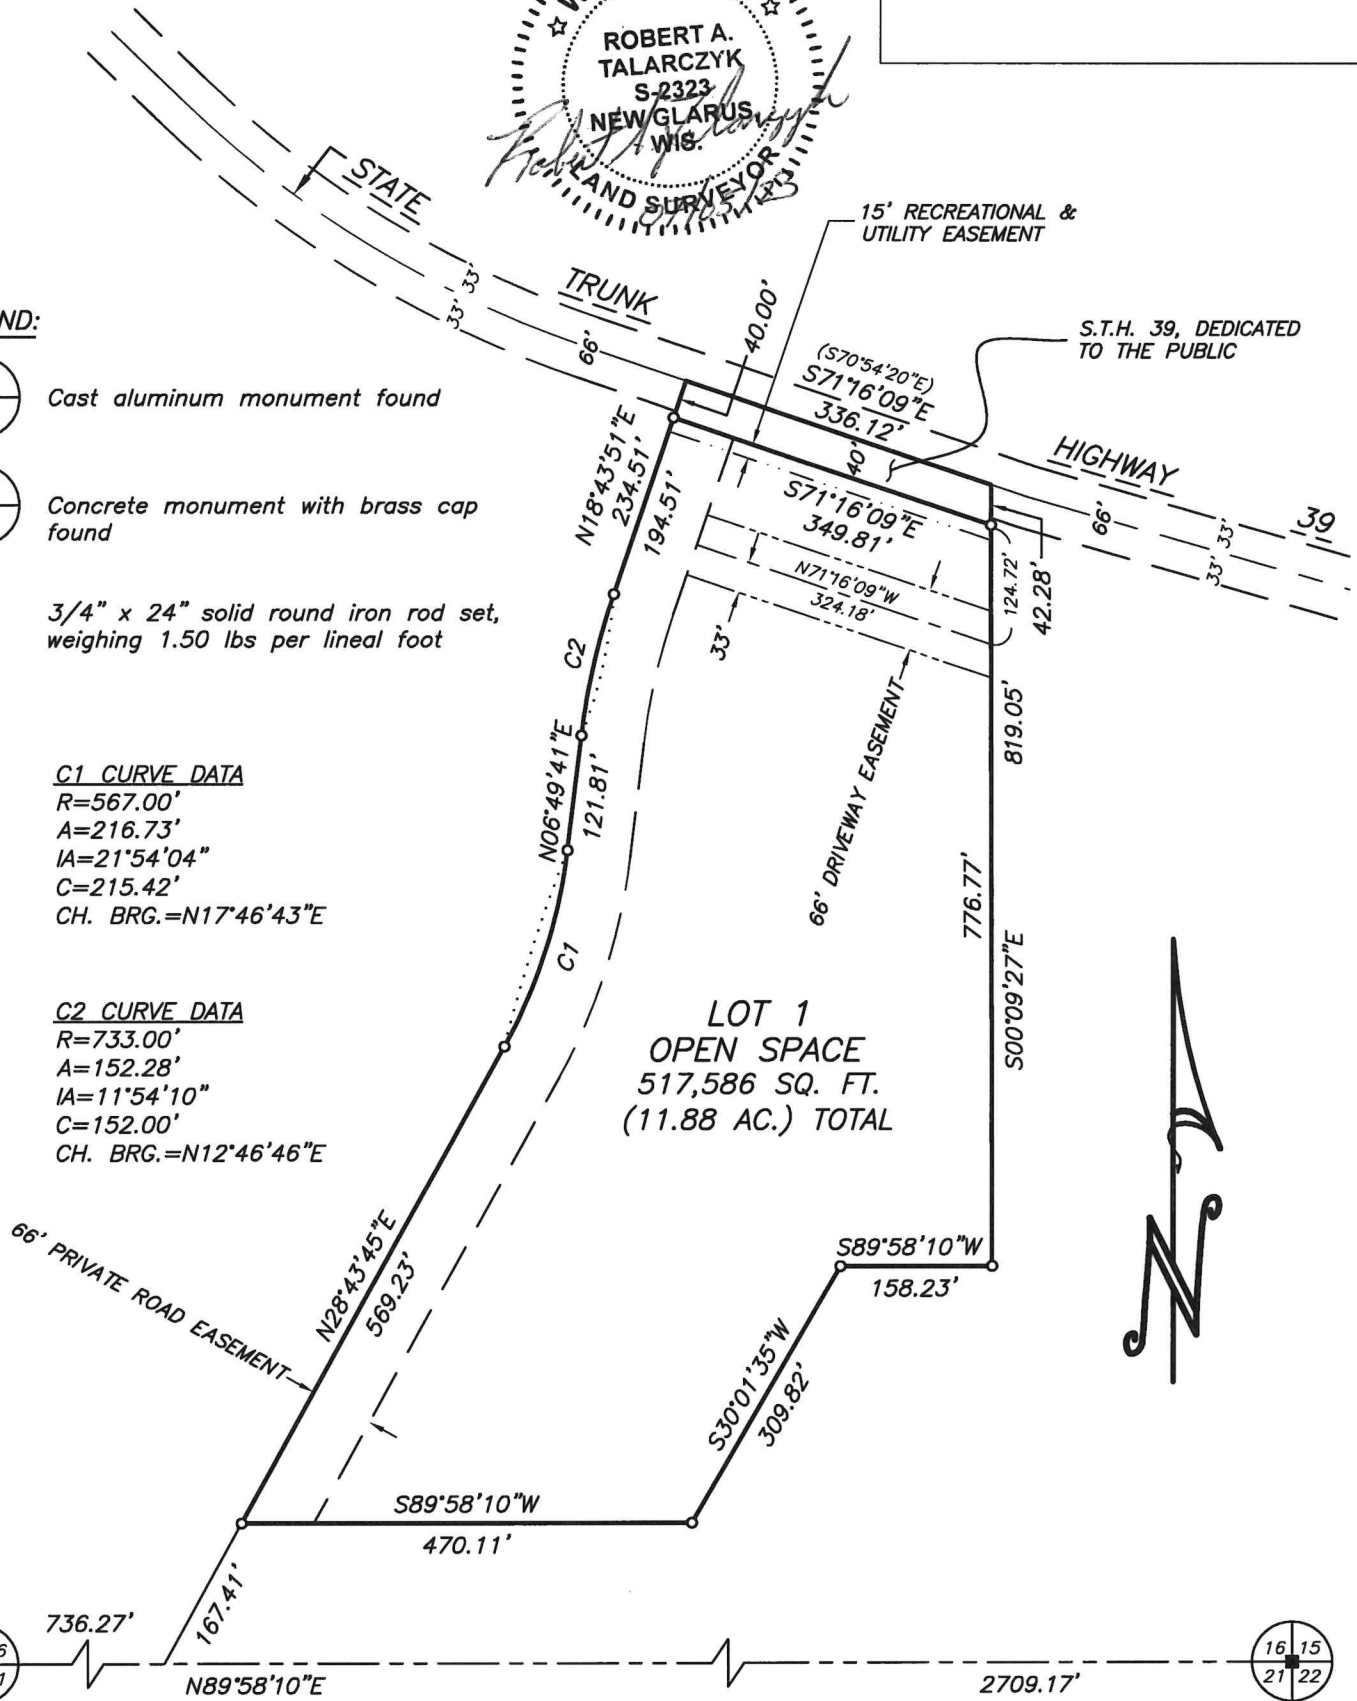 ROBERT A.
TALARCZYK
S-2323
NEW GLARUS
WIS.
LAND SURVEYOR
STATE
TRUNK
HIGHWAY
39
33' 33'
66'
40.00'
15' RECREATIONAL &
UTILITY EASEMENT
S.T.H. 39, DEDICATED
TO THE PUBLIC
(S70°54'20"E)
S71°16'09"E
336.12'
40'
S71°16'09"E
349.81'
N71°16'09"W
324.18'
33'
66'
33' 33'
124.72'
42.28'
ND:
Cast aluminum monument found
Concrete monument with brass cap
found
3/4" x 24" solid round iron rod set,
weighing 1.50 lbs per lineal foot
N18°43'51"E
234.51'
194.51'
C2
N06°49'41"E
121.81'
C1
66' DRIVEWAY EASEMENT
819.05'
776.77'
S00°09'27"E
C1 CURVE DATA
R=567.00'
A=216.73'
IA=21°54'04"
C=215.42'
CH. BRG.=N17°46'43"E
C2 CURVE DATA
R=733.00'
A=152.28'
IA=11°54'10"
C=152.00'
CH. BRG.=N12°46'46"E
LOT 1
OPEN SPACE
517,586 SQ. FT.
(11.88 AC.) TOTAL
66' PRIVATE ROAD EASEMENT
N28°43'45"E
569.23'
S89°58'10"W
158.23'
S30°01'35"W
309.82'
N
S89°58'10"W
470.11'
167.41'
736.27'
N89°58'10"E
2709.17'
16 15
21 22